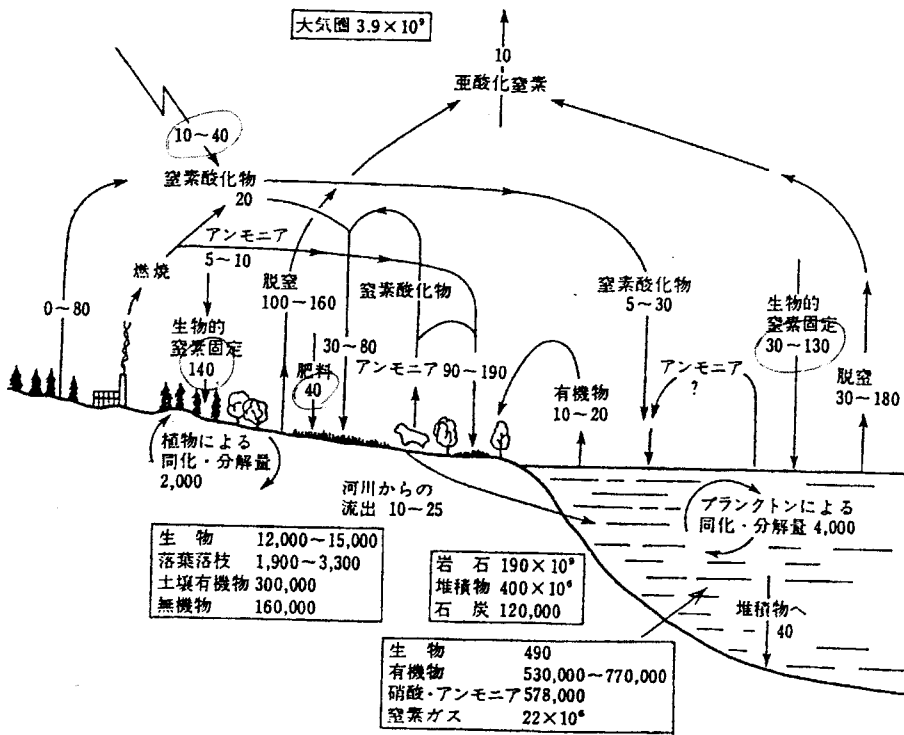 大気圏 3.9×10⁹
10
亜酸化窒素
10～40
窒素酸化物
20
アンモニア
5～10
燃焼
0～80
脱窒
100～160
窒素酸化物
窒素酸化物
5～30
生物的
窒素固定
30～130
生物的
窒素固定
140
肥料
40
30～80
アンモニア 90～190
有機物
10～20
アンモニア
?
脱窒
30～180
植物による
同化・分解量
2,000
河川からの
流出 10～25
プランクトンによる
同化・分解量 4,000
堆積物へ
40
生物 12,000～15,000
落葉落枝 1,900～3,300
土壌有機物 300,000
無機物 160,000
岩石 190×10⁹
堆積物 400×10⁶
石炭 120,000
生物 490
有機物 530,000～770,000
硝酸・アンモニア 578,000
窒素ガス 22×10⁶